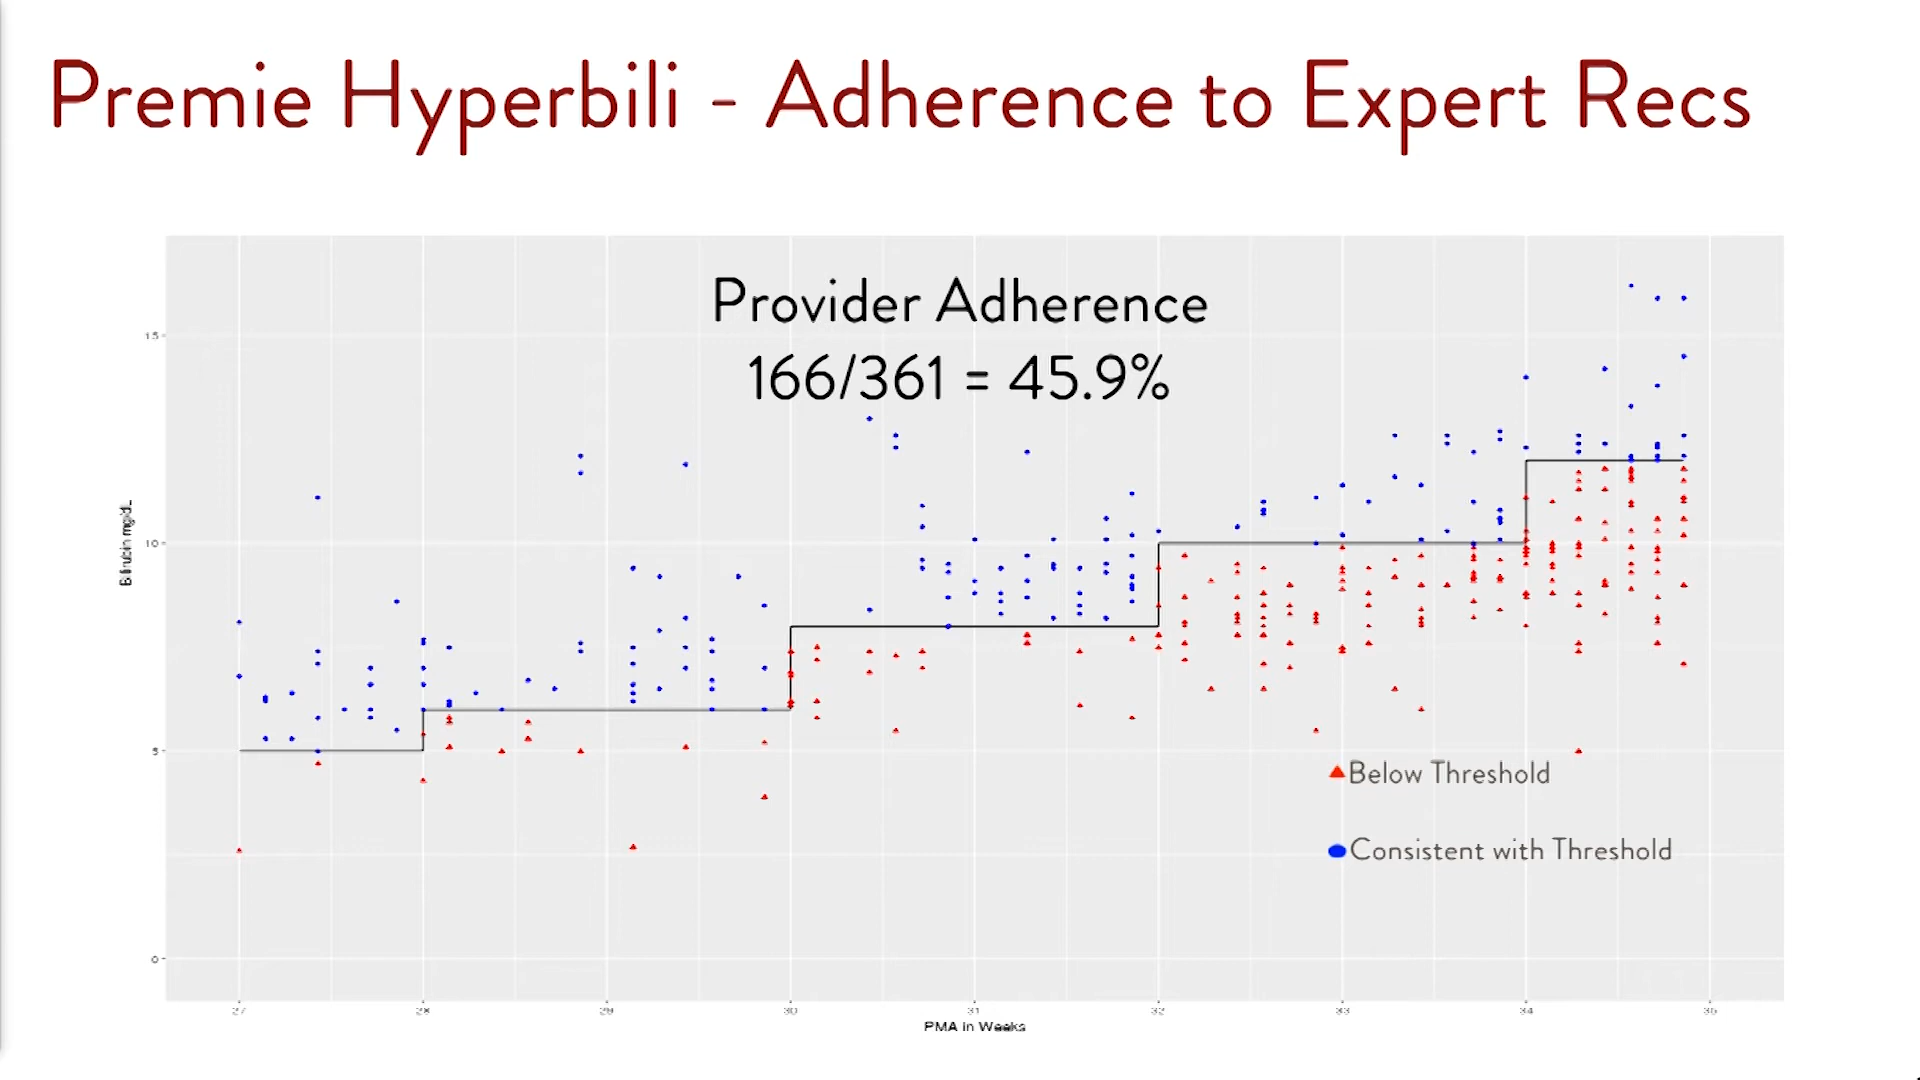 Premie Hyperbili - Adherence to Expert Recs
Provider Adherence
166/361 = 45.9%
15
10
5
0
Bilirubin mg/dL
Below Threshold
Consistent with Threshold
27 28 29 30 31 32 33 34 35
PMA in Weeks